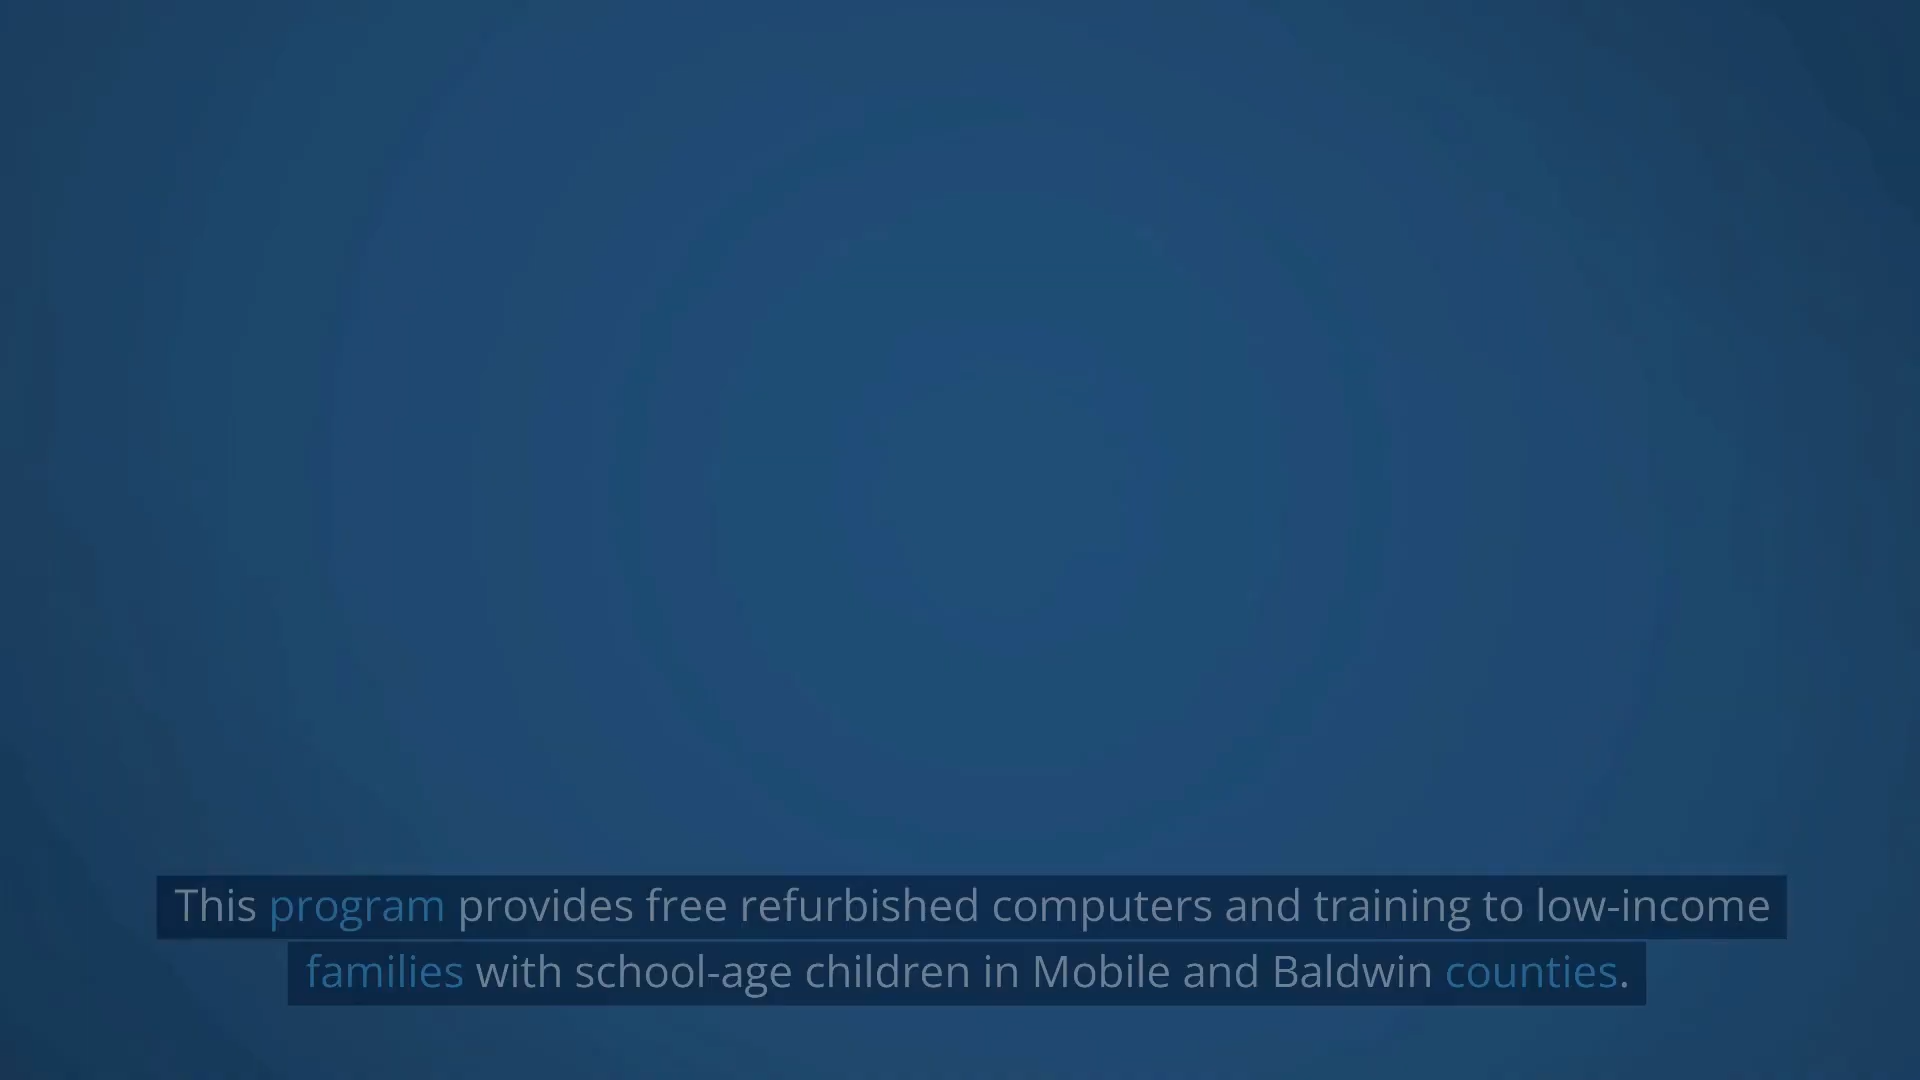 This program provides free refurbished computers and training to low-income
families with school-age children in Mobile and Baldwin counties.